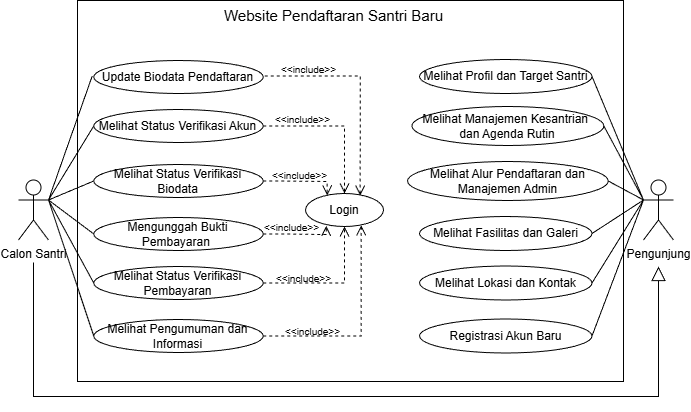 Website Pendaftaran Santri Baru
Update Biodata Pendaftaran
<<include>>
Melihat Status Verifikasi Akun
<<include>>
Melihat Status Verifikasi
Biodata
<<include>>
Mengunggah Bukti
Pembayaran
<<include>>
Melihat Status Verifikasi
Pembayaran
<<include>>
Melihat Pengumuman dan
Informasi
<<include>>
Login
Calon Santri
Melihat Profil dan Target Santri
Melihat Manajemen Kesantrian
dan Agenda Rutin
Melihat Alur Pendaftaran dan
Manajemen Admin
Melihat Fasilitas dan Galeri
Melihat Lokasi dan Kontak
Registrasi Akun Baru
Pengunjung